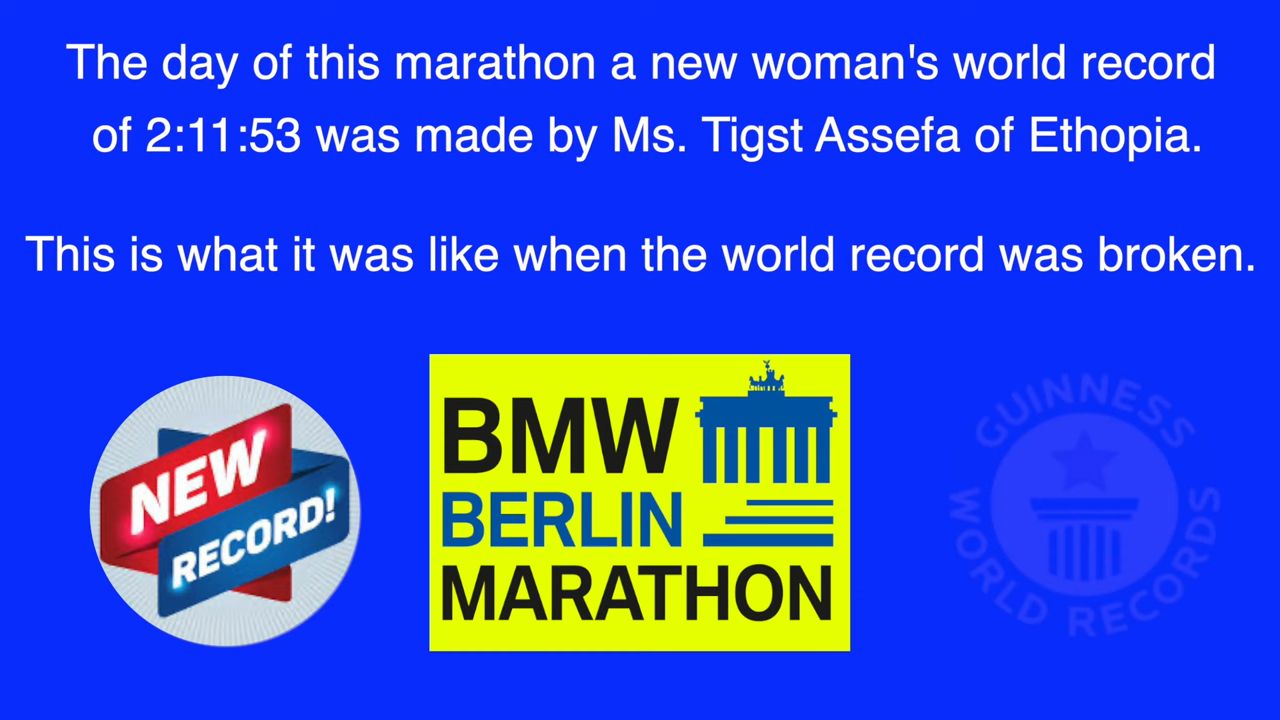 The day of this marathon a new woman's world record
of 2:11:53 was made by Ms. Tigst Assefa of Ethopia.
This is what it was like when the world record was broken.
NEW
RECORD!
BMW
BERLIN
MARATHON
GUINNESS
WORLD RECORDS